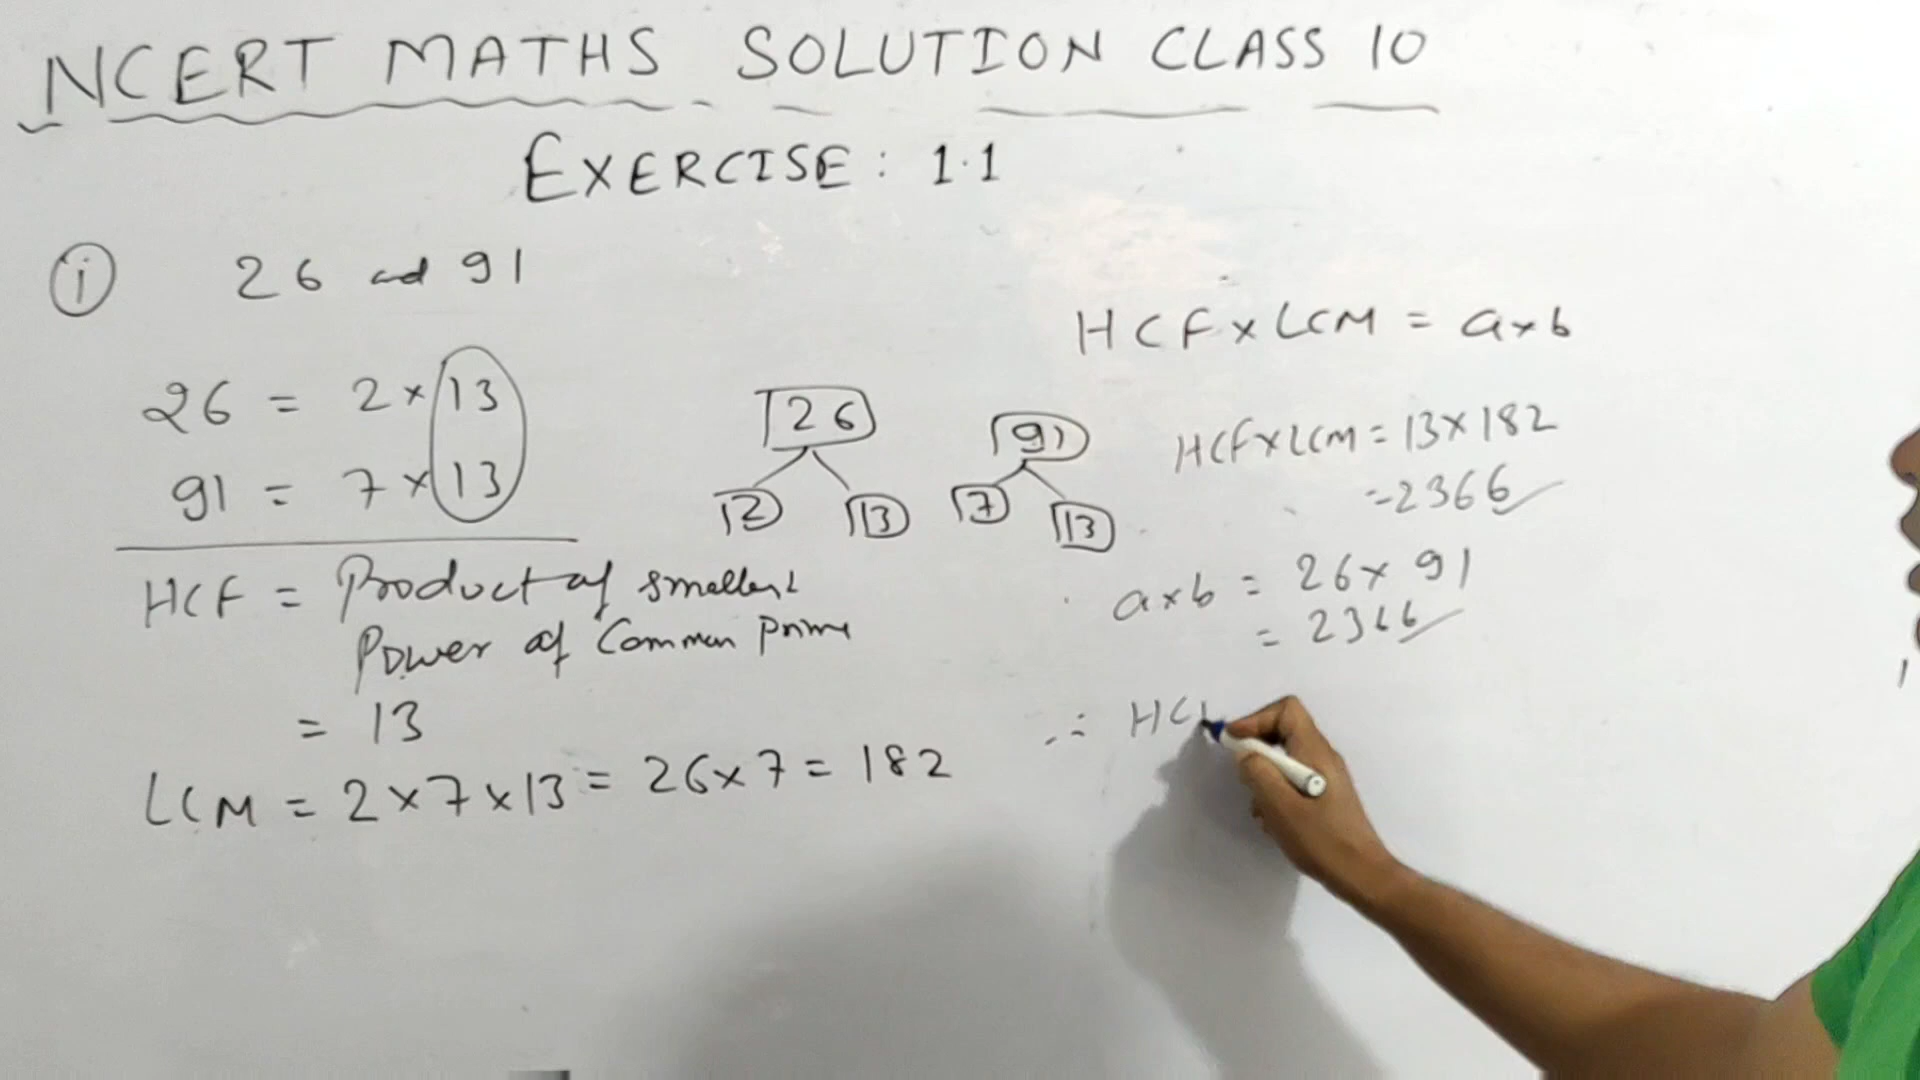 NCERT MATHS SOLUTION CLASS 10
EXERCISE : 1.1
i 26 and 91
26 = 2 × 13
91 = 7 × 13
HCF = Product of smallest
Power of Common Prime
= 13
LCM = 2 × 7 × 13 = 26 × 7 = 182
26
2 13
91
7 13
HCF × LCM = a × b
HCF × LCM = 13 × 182
= 2366
a × b = 26 × 91
= 2366
∴ HC